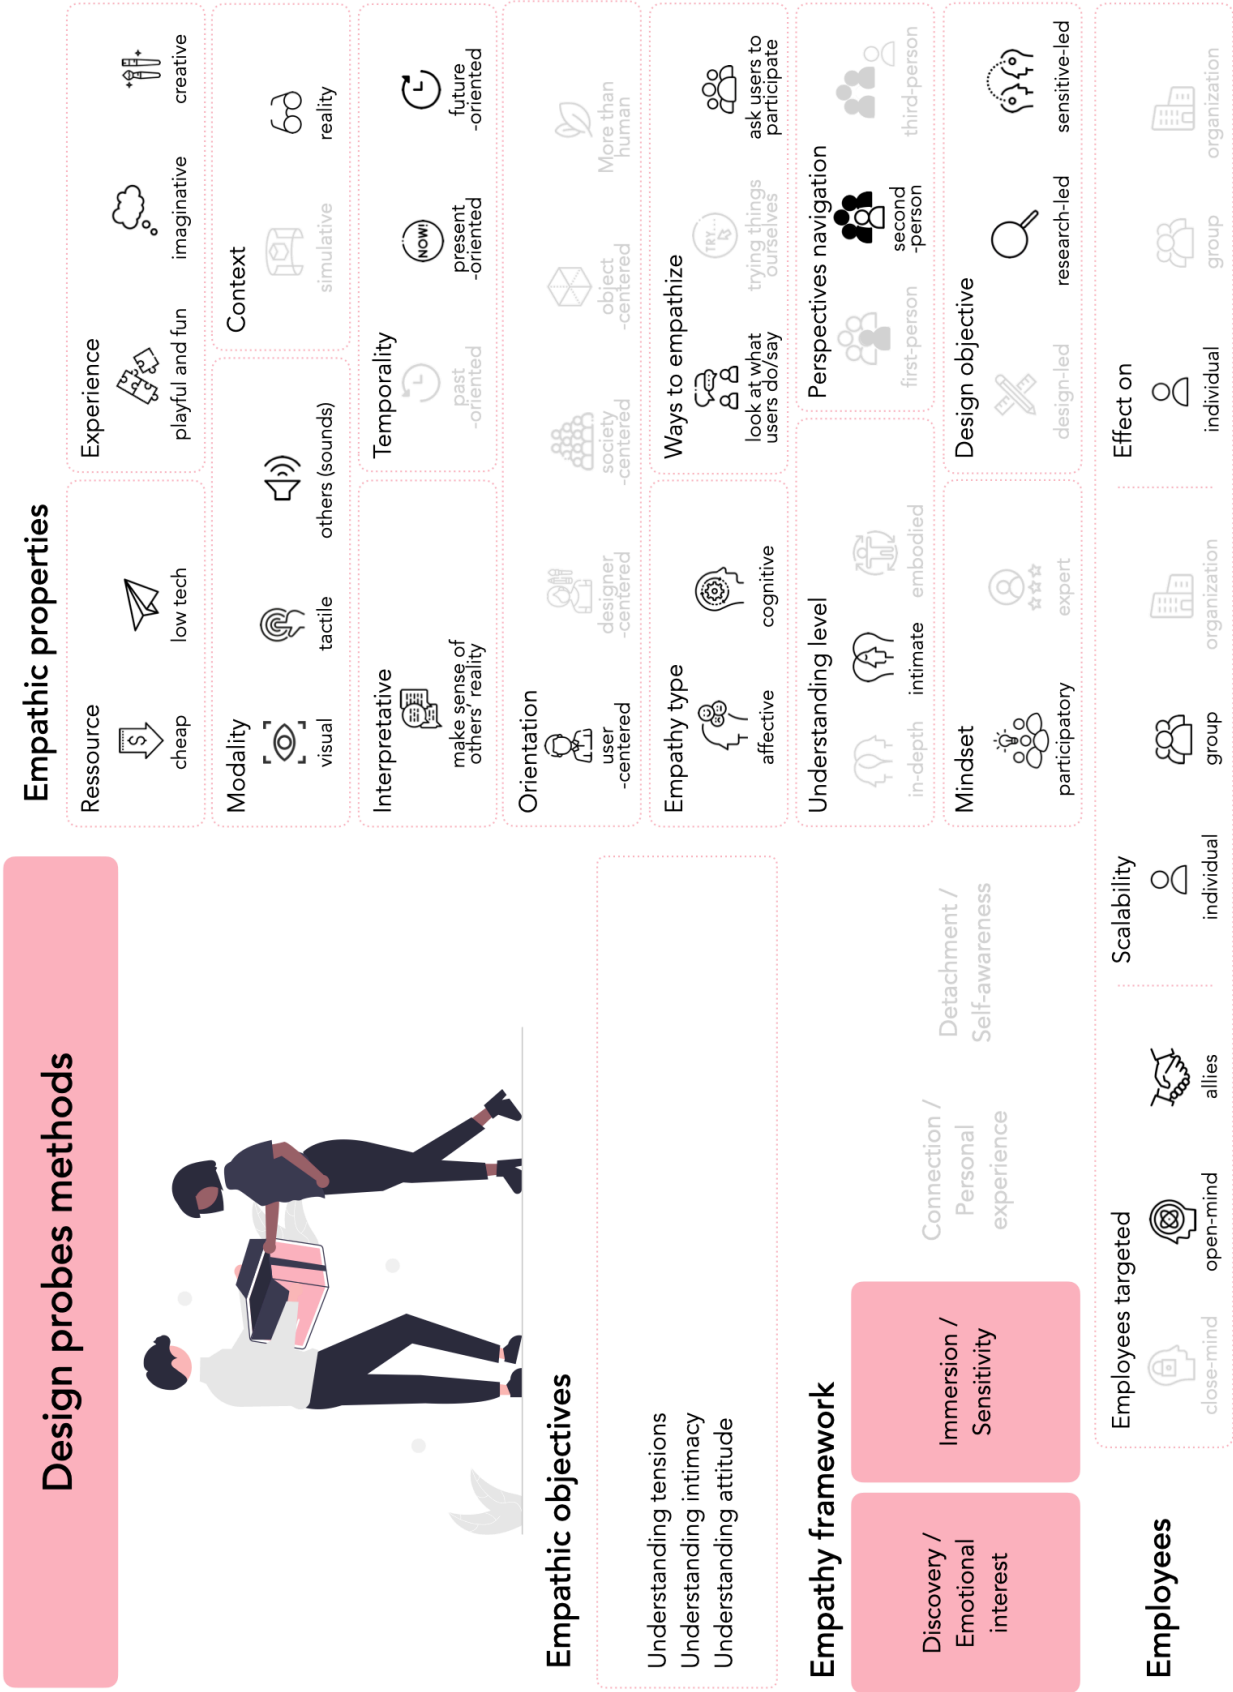 Design probes methods
Empathic objectives
Understanding tensions
Understanding intimacy
Understanding attitude
Empathy framework
Discovery /
Emotional
interest
Immersion /
Sensitivity
Connection /
Personal
experience
Detachment /
Self-awareness
Empathic properties
Ressource
cheap
low tech
Experience
playful and fun
imaginative
creative
Modality
visual
tactile
others (sounds)
Context
simulative
reality
Interpretative
make sense of
others' reality
Temporality
past
-oriented
NOW!
present
-oriented
future
-oriented
Orientation
user
-centered
designer
-centered
society
-centered
object
-centered
More than
human
Empathy type
affective
cognitive
Ways to empathize
look at what
users do/say
TRY...
trying things
ourselves
ask users to
participate
Understanding level
in-depth
intimate
embodied
Perspectives navigation
first-person
second
-person
third-person
Mindset
participatory
expert
Design objective
design-led
research-led
sensitive-led
Employees
Employees targeted
close-mind
open-mind
allies
Scalability
individual
group
organization
Effect on
individual
group
organization